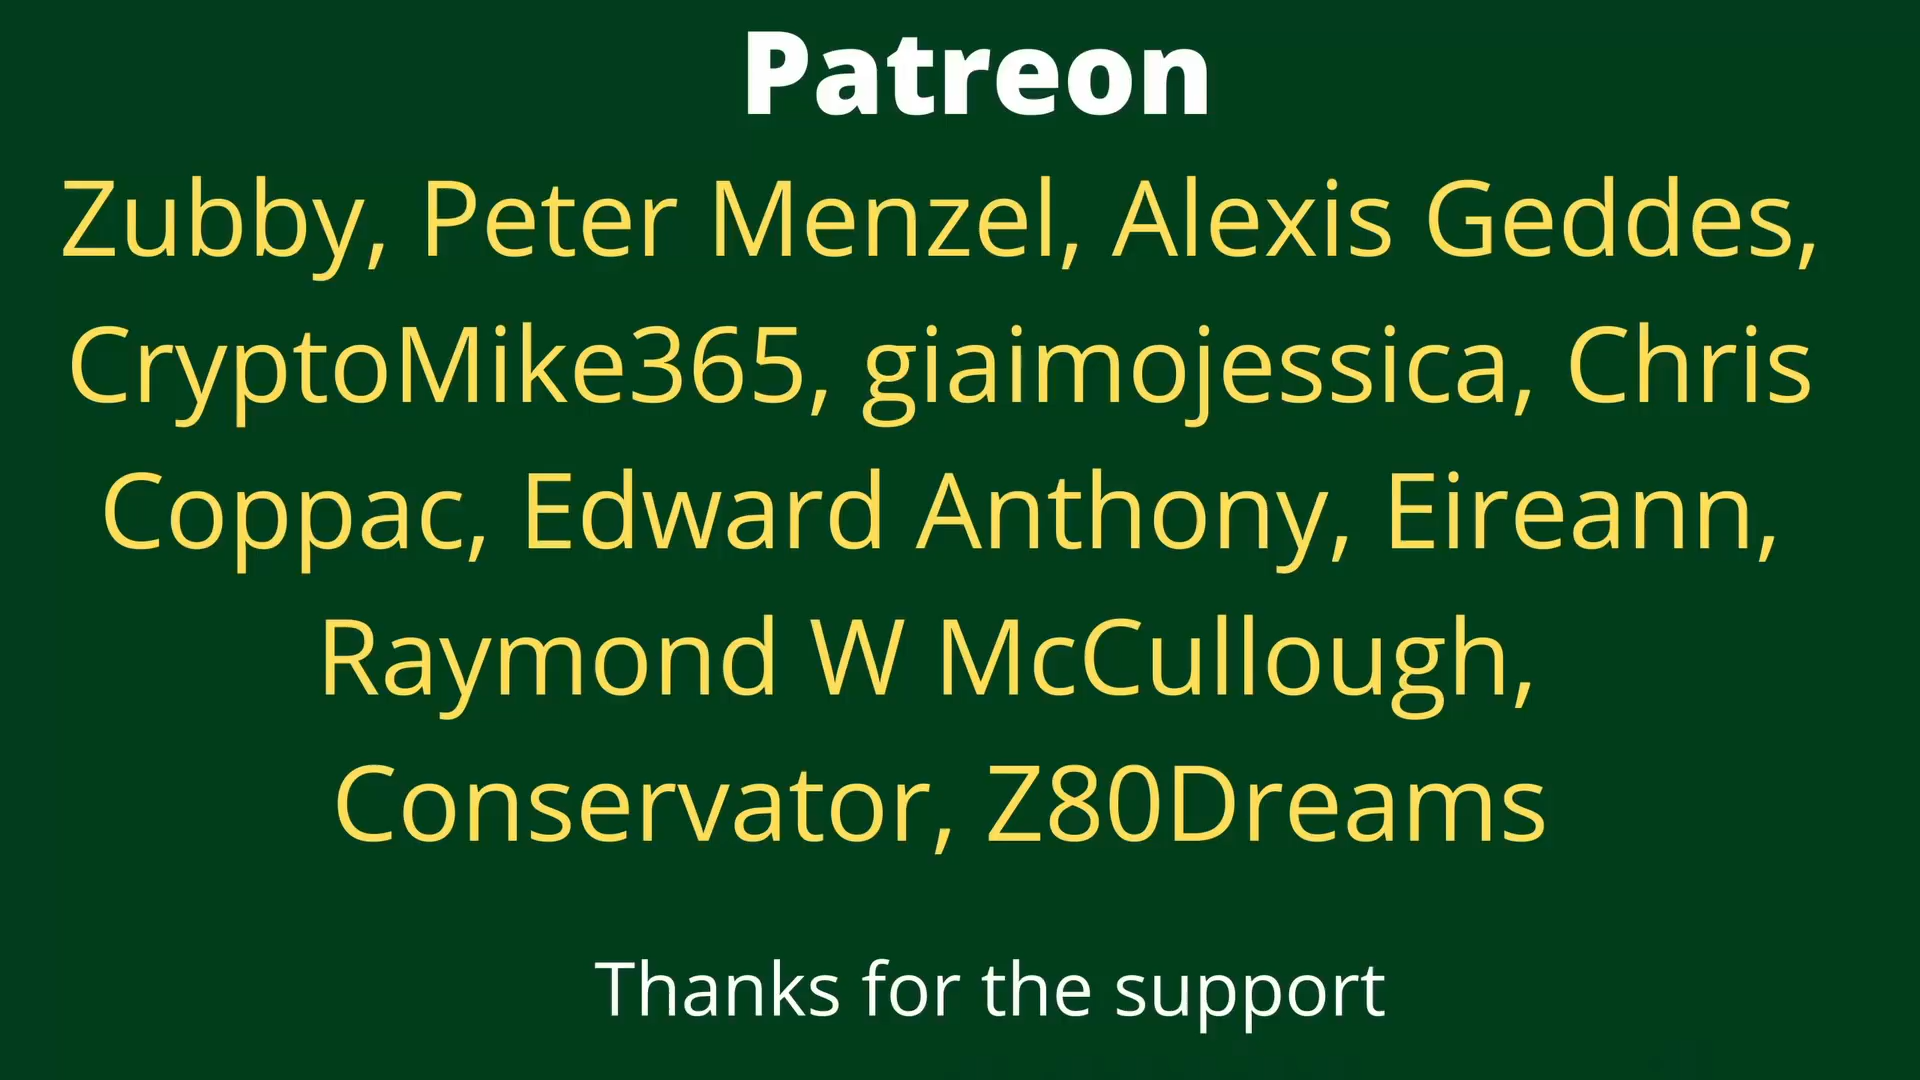 Patreon
Zubby, Peter Menzel, Alexis Geddes,
CryptoMike365, giaimojessica, Chris
Coppac, Edward Anthony, Eireann,
Raymond W McCullough,
Conservator, Z80Dreams
Thanks for the support